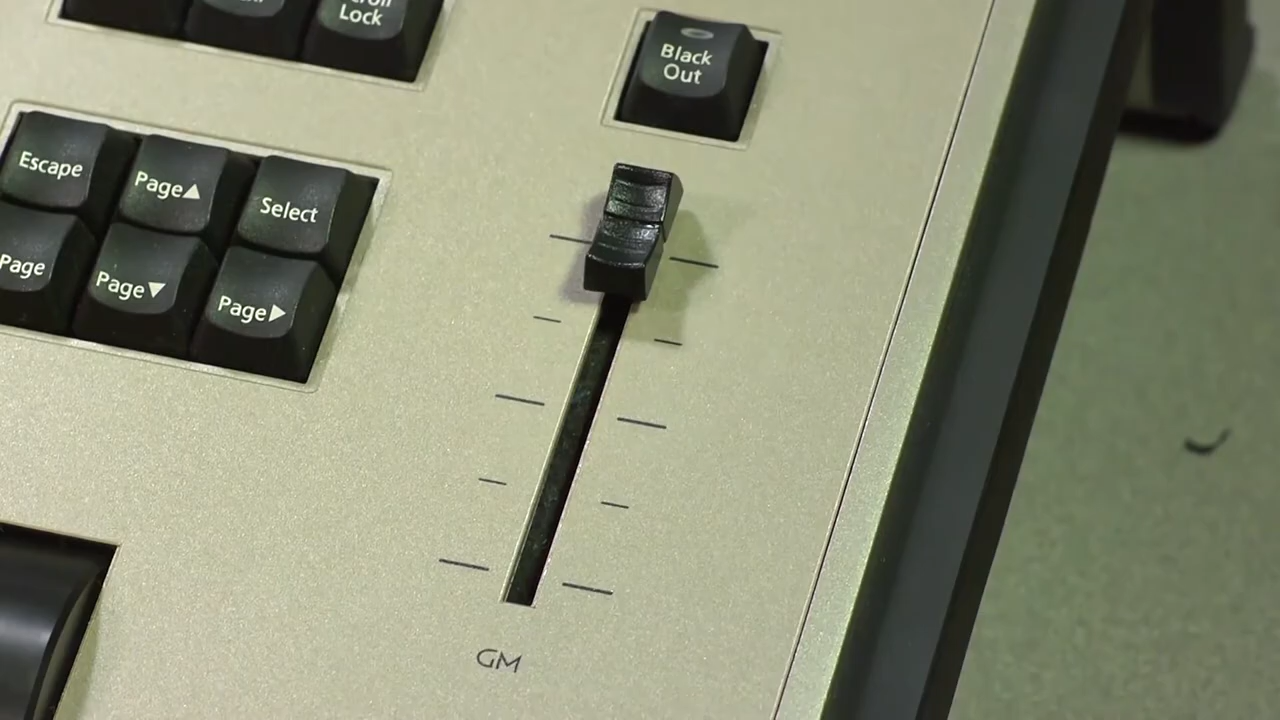 Lock
Black
Out
Escape
Page▲
Select
Page
Page▼
Page▶
GM